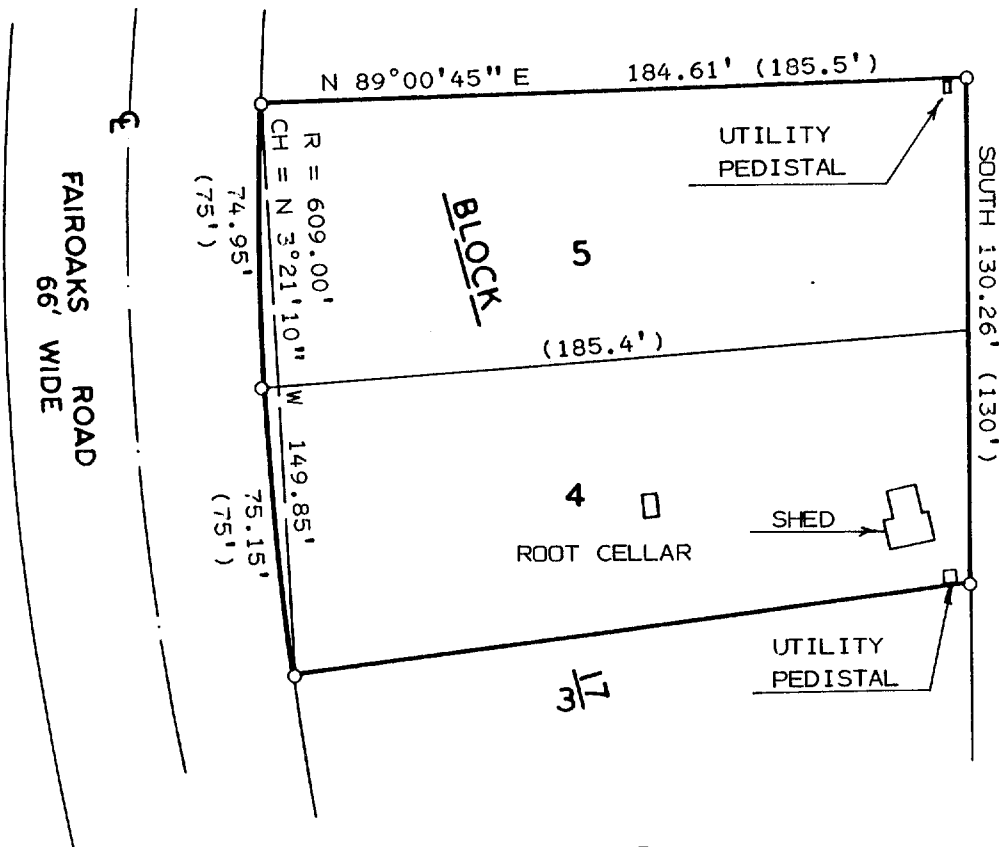 N 89°00'45" E 184.61' (185.5')
UTILITY
PEDISTAL
SOUTH 130.26' (130')
R = 609.00'
CH = N 3°21'10" W 149.85'
74.95'
(75')
℄
FAIROAKS ROAD
66' WIDE
BLOCK
5
(185.4')
75.15'
(75')
4
ROOT CELLAR
SHED
UTILITY
PEDISTAL
17
3